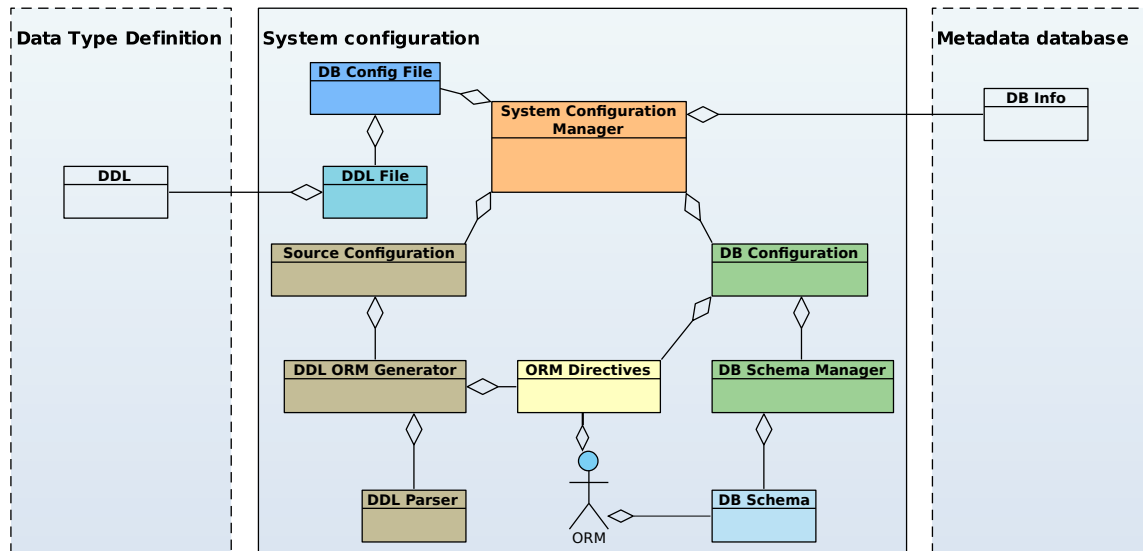 Data Type Definition
System configuration
Metadata database
DB Config File
System Configuration
Manager
DB Info
DDL
DDL File
Source Configuration
DB Configuration
DDL ORM Generator
ORM Directives
DB Schema Manager
DDL Parser
DB Schema
ORM